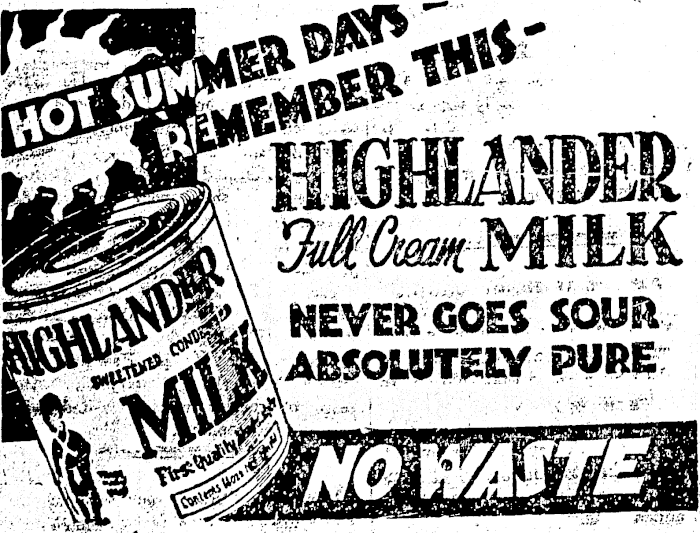 HOT SUMMER DAYS -
REMEMBER THIS -
HIGHLANDER
Full Cream MILK
NEVER GOES SOUR
ABSOLUTELY PURE
NO WASTE
HIGHLANDER
SWEETENED CONDENSED
MILK
First Quality